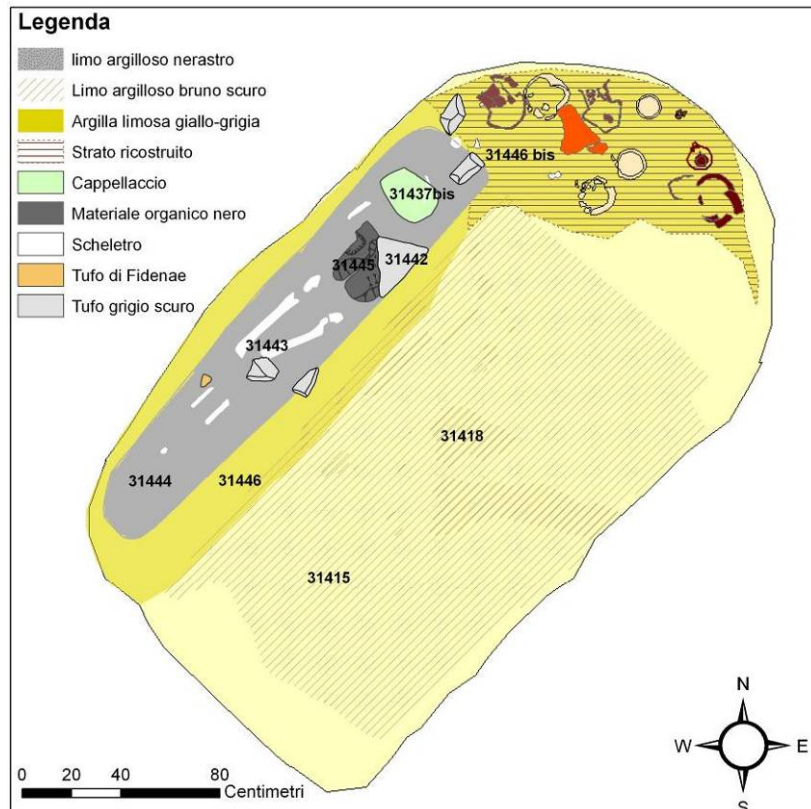 Legenda
limo argilloso nerastro
Limo argilloso bruno scuro
Argilla limosa giallo-grigia
Strato ricostruito
Cappellaccio
Materiale organico nero
Scheletro
Tufo di Fidenae
Tufo grigio scuro
31446 bis
31437bis
31445
31442
31443
31418
31444
31446
31415
N
W
E
S
0 20 40 80
Centimetri